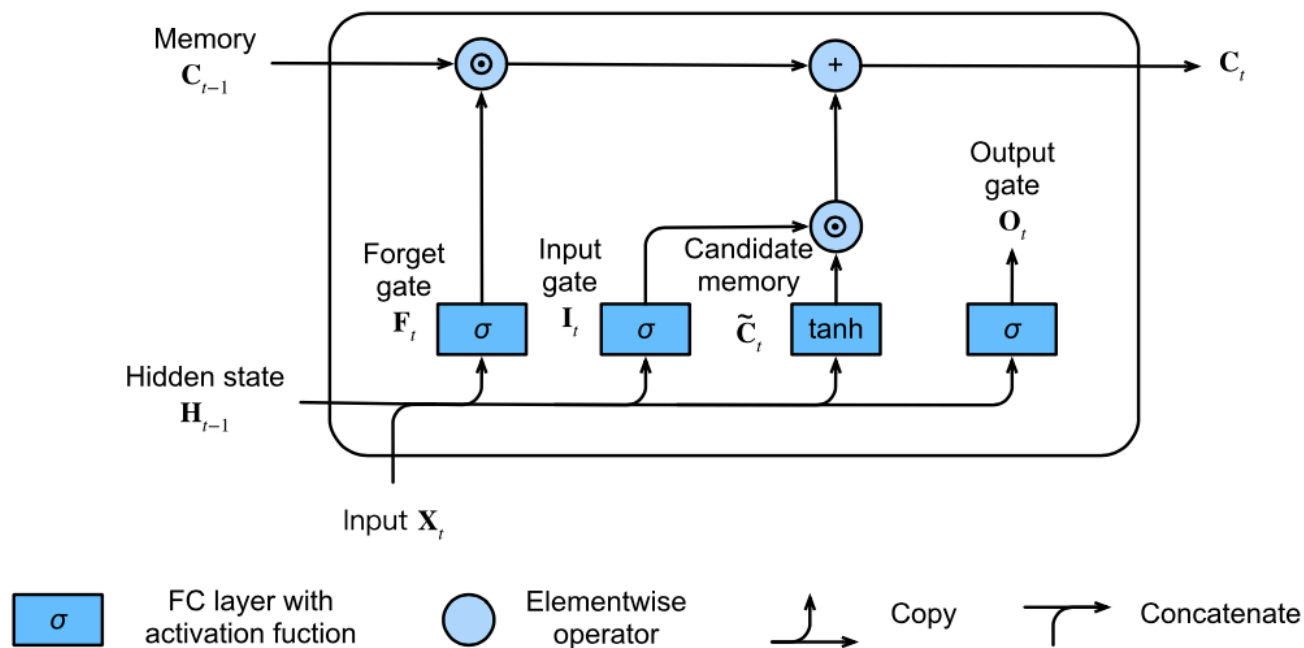 Memory
C_{t-1}
⊙
+
C_t
Output
gate
O_t
⊙
Forget
gate
F_t
σ
Input
gate
I_t
σ
Candidate
memory
C̃_t
tanh
σ
Hidden state
H_{t-1}
Input X_t
σ
FC layer with
activation fuction
Elementwise
operator
Copy
Concatenate